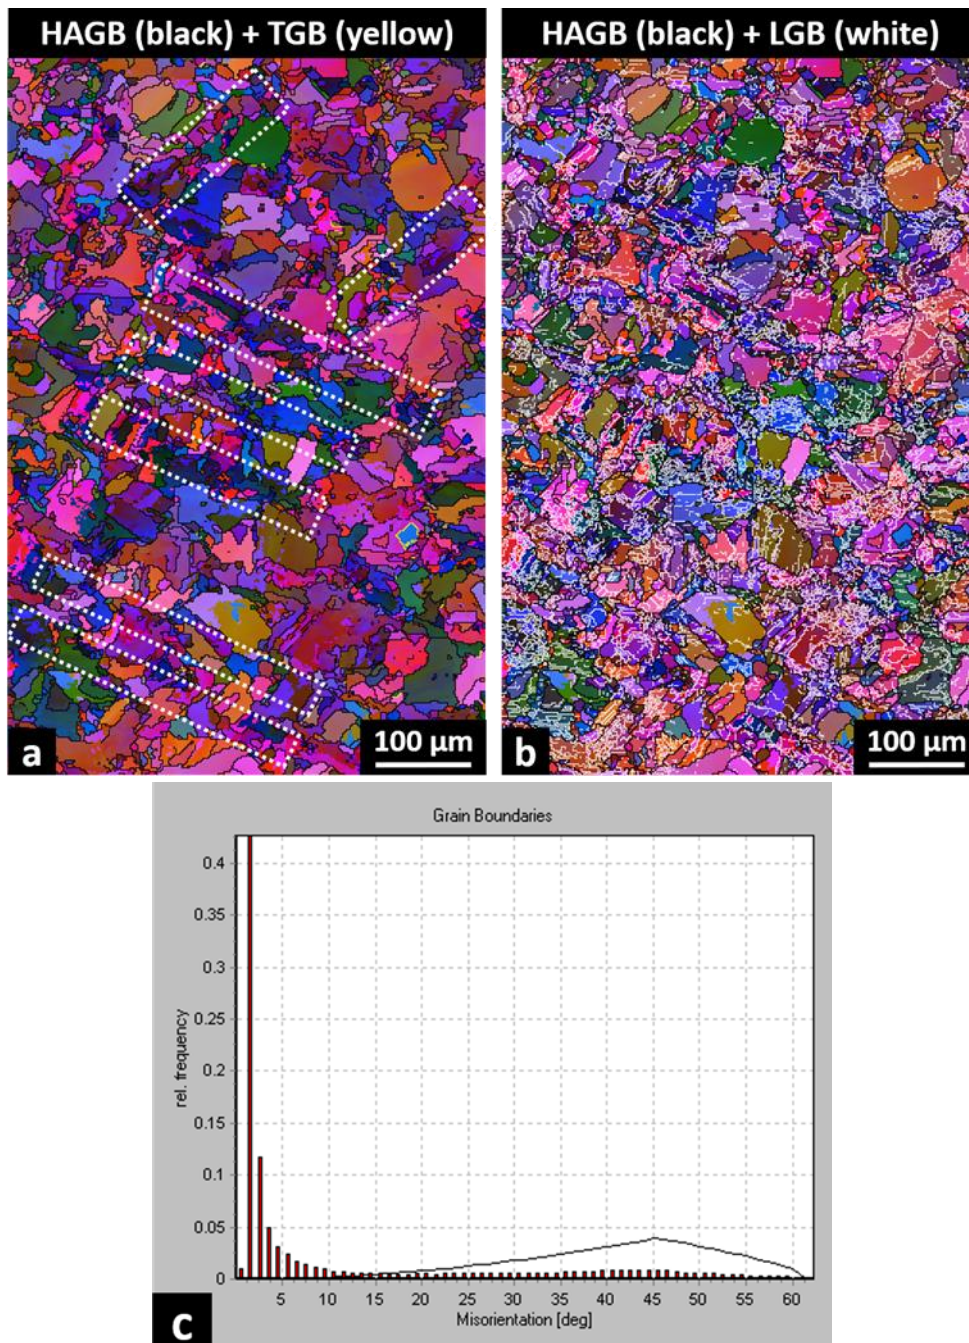 HAGB (black) + TGB (yellow)
HAGB (black) + LGB (white)
a
100 µm
b
100 µm
Grain Boundaries
rel. frequency
0.4
0.35
0.3
0.25
0.2
0.15
0.1
0.05
0
5 10 15 20 25 30 35 40 45 50 55 60
Misorientation [deg]
c